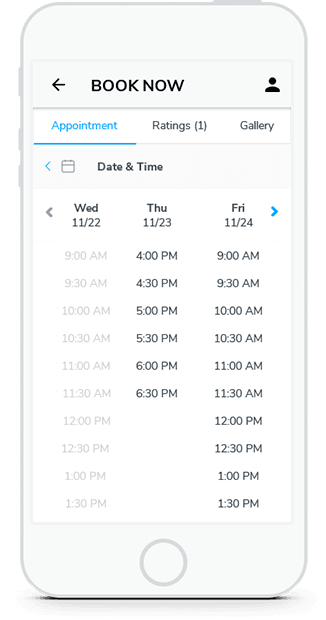 BOOK NOW
Appointment Ratings (1) Gallery
Date & Time
Wed Thu Fri
11/22 11/23 11/24
9:00 AM 4:00 PM 9:00 AM
9:30 AM 4:30 PM 9:30 AM
10:00 AM 5:00 PM 10:00 AM
10:30 AM 5:30 PM 10:30 AM
11:00 AM 6:00 PM 11:00 AM
11:30 AM 6:30 PM 11:30 AM
12:00 PM 12:00 PM
12:30 PM 12:30 PM
1:00 PM 1:00 PM
1:30 PM 1:30 PM